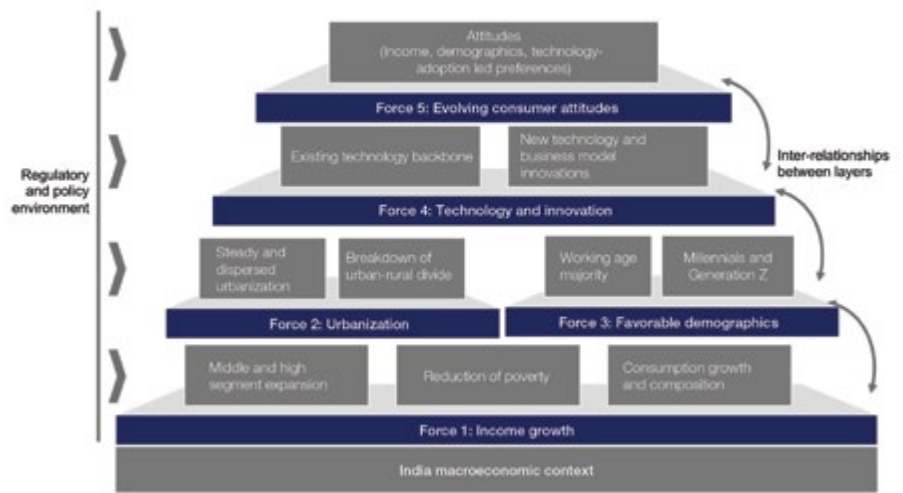 Attitudes
(Income, demographics, technology-
adoption led preferences)
Force 5: Evolving consumer attitudes
Existing technology backbone
New technology and
business model
innovations
Inter-relationships
between layers
Regulatory
and policy
environment
Force 4: Technology and innovation
Steady and
dispersed
urbanization
Breakdown of
urban-rural divide
Working age
majority
Millennials and
Generation Z
Force 2: Urbanization
Force 3: Favorable demographics
Middle and high
segment expansion
Reduction of poverty
Consumption growth
and composition
Force 1: Income growth
India macroeconomic context